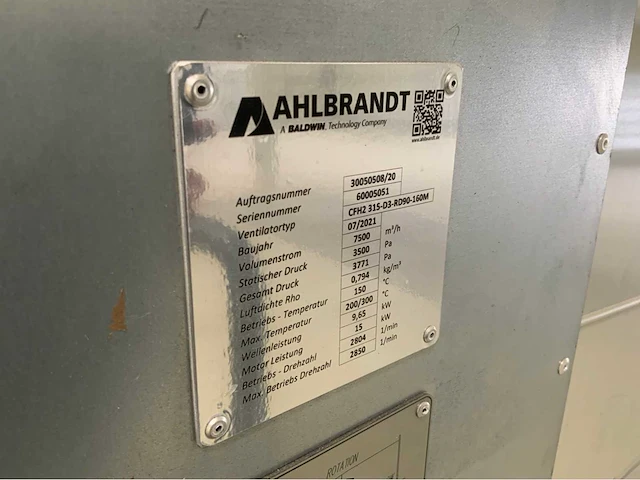 AHLBRANDT
A BALDWIN Technology Company
www.ahlbrandt.de
Auftragsnummer 30050508/20
Seriennummer 60005051
Ventilatortyp CFH2 315-D3-RD90-160M
Baujahr 07/2021
Volumenstrom 7500 m³/h
Statischer Druck 3500 Pa
Gesamt Druck 3771 Pa
Luftdichte Rho 0,794 kg/m³
Betriebs - Temperatur 150 °C
Max. Temperatur 200/300 °C
Wellenleistung 9,65 kW
Motor Leistung 15 kW
Betriebs - Drehzahl 2804 1/min
Max. Betriebs Drehzahl 2850 1/min
ROTATION